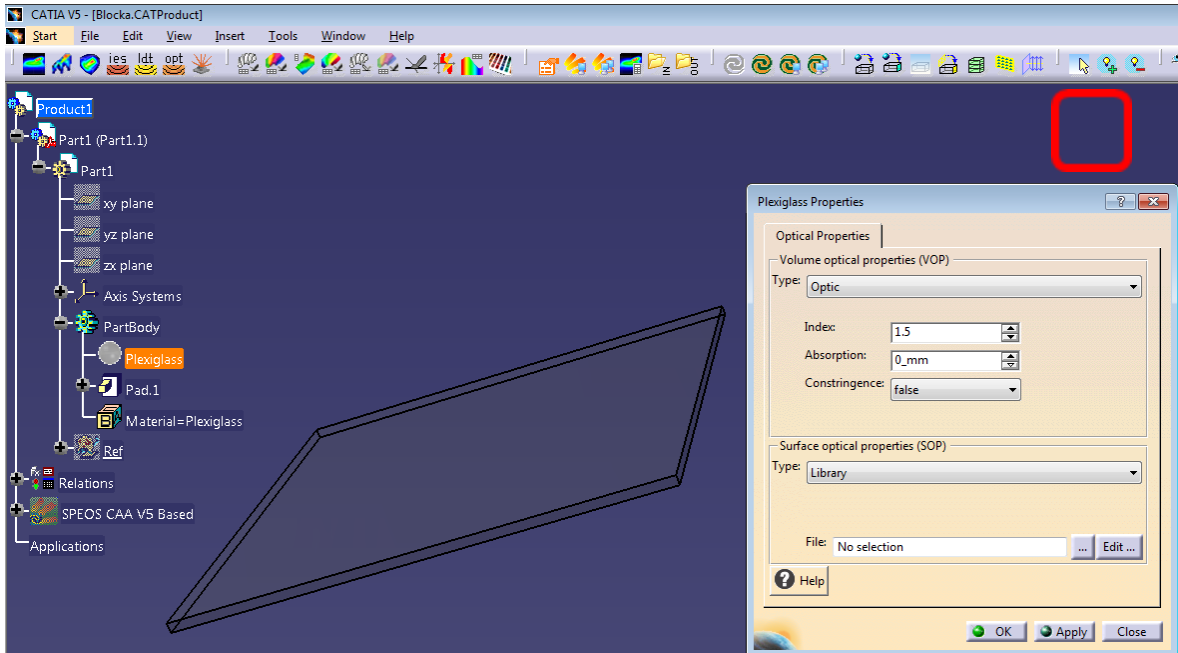 CATIA V5 - [Blocka.CATProduct]
Start File Edit View Insert Tools Window Help
ies ldt opt
Product1
Part1 (Part1.1)
Part1
xy plane
yz plane
zx plane
Axis Systems
PartBody
Plexiglass
Pad.1
Material=Plexiglass
Ref
Relations
SPEOS CAA V5 Based
Applications
Plexiglass Properties
Optical Properties
Volume optical properties (VOP)
Type: Optic
Index: 1.5
Absorption: 0_mm
Constringence: false
Surface optical properties (SOP)
Type: Library
File: No selection ... Edit ...
Help
OK Apply Close